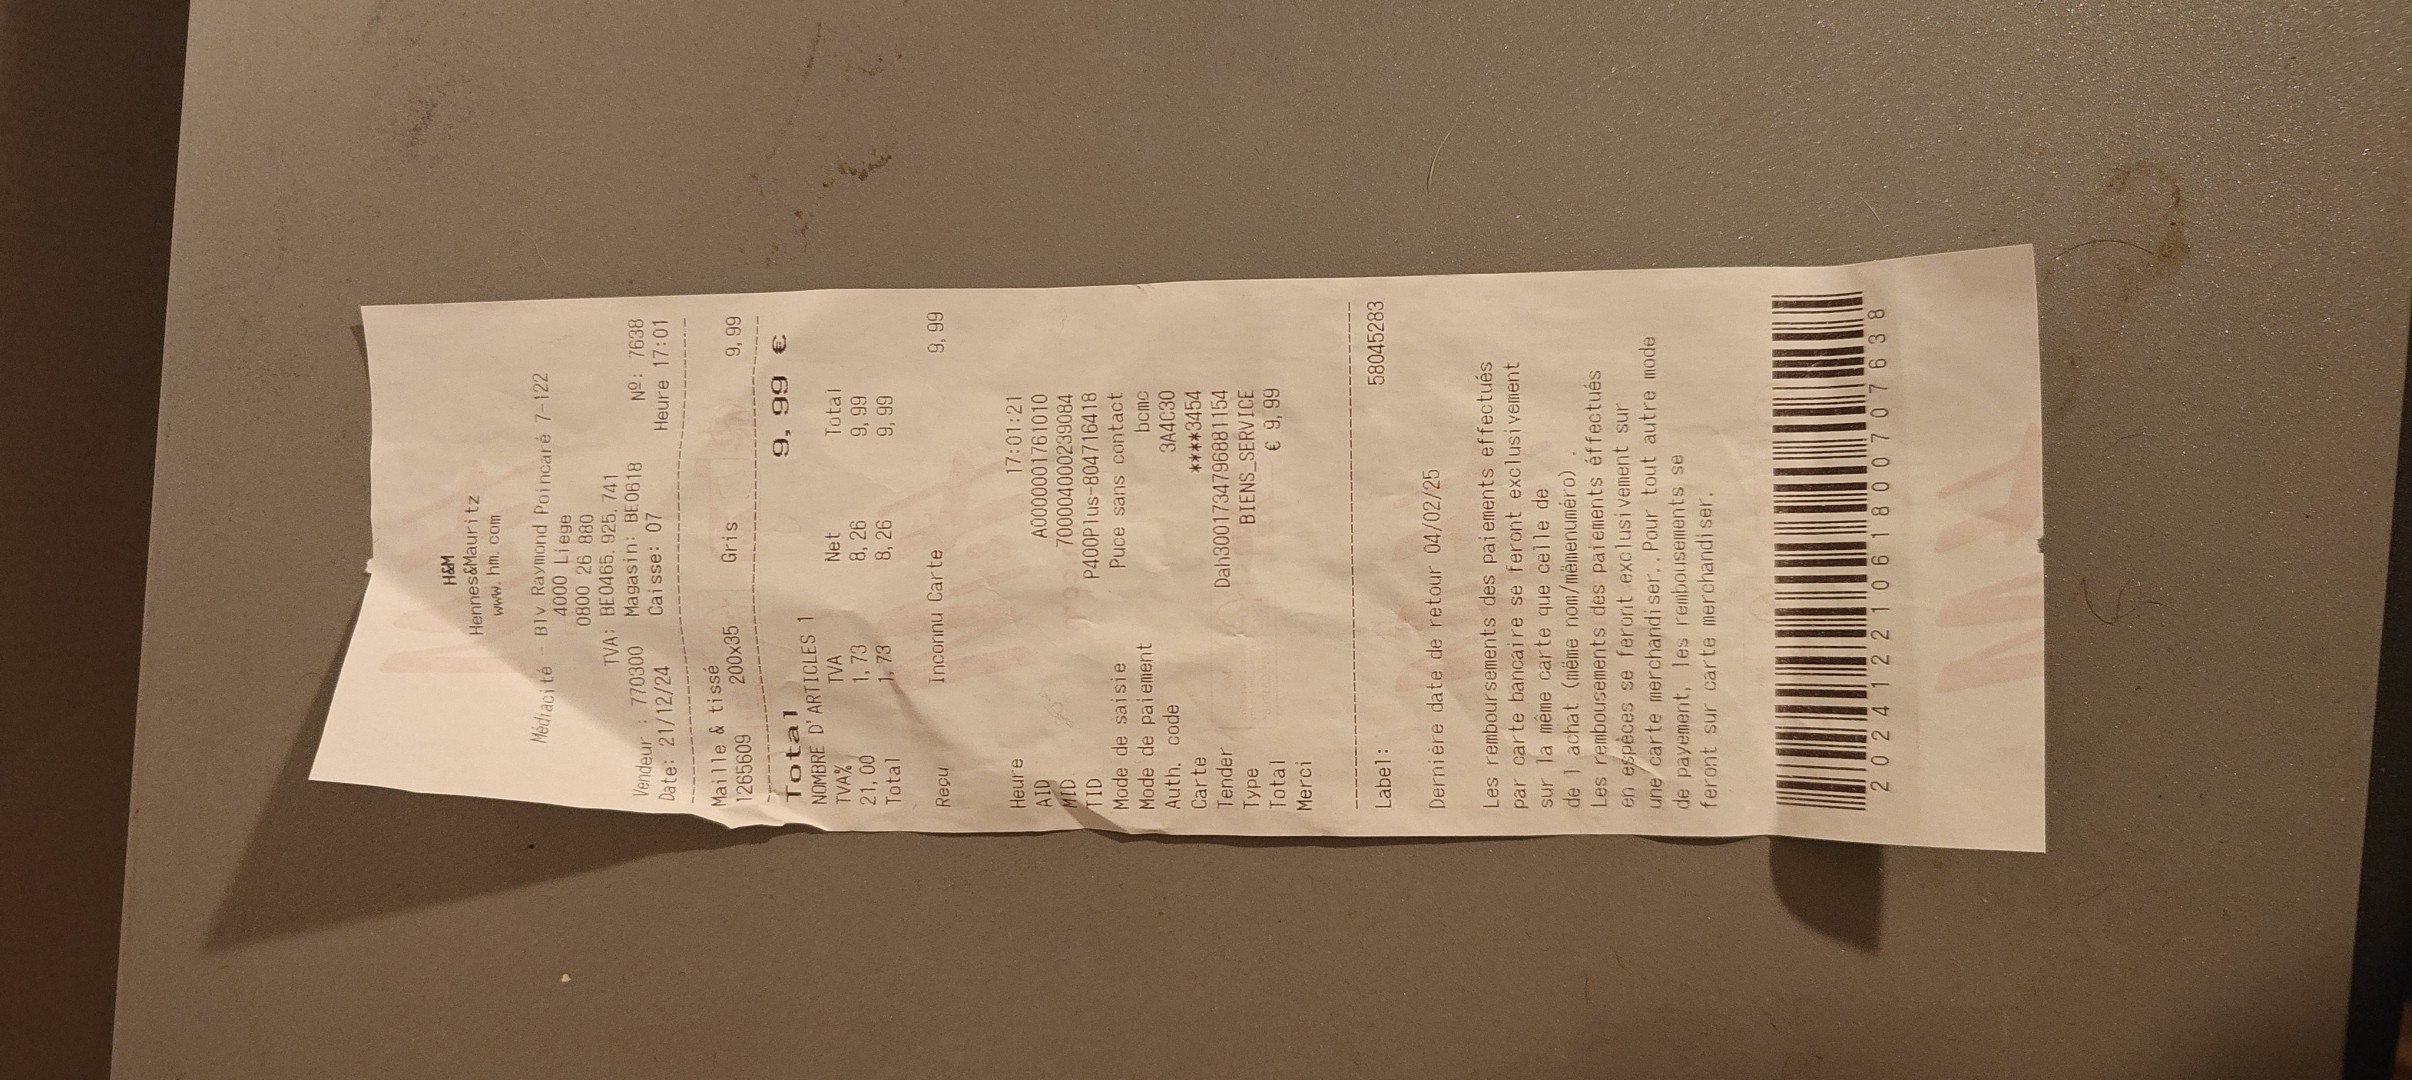 H&M
Hennes&Mauritz
www.hm.com
Médiacité - Blv Raymond Poincaré 7-122
4000 Liege
0800 26 880
TVA: BE0465.925.741
Vendeur : 770300 Magasin: BE0618 Nº: 7638
Date: 21/12/24 Caisse: 07 Heure 17:01
Maille & tissé
1265609 200x35 Gris 9,99
Total 9,99 €
NOMBRE D'ARTICLES 1
TVA% TVA Net Total
21,00 1,73 8,26 9,99
Total 1,73 8,26 9,99
Reçu Inconnu Carte 9,99
Heure 17:01:21
AID A0000001761010
MID 700004000239084
TID P400Plus-804716418
Mode de saisie Puce sans contact
Mode de paiement bcmc
Auth. code 3A4C30
Carte ****3454
Tender Dah3001734796881154
Type BIENS_SERVICE
Total € 9,99
Merci
Label: 58045283
Dernière date de retour 04/02/25
Les remboursements des paiements effectués
par carte bancaire se feront exclusivement
sur la même carte que celle de
de l achat (même nom/mêmenuméro) .
Les rembousements des paiements éffectués
en espèces se feront exclusivement sur
une carte merchandiser..Pour tout autre mode
de payement, les rembousements se
feront sur carte merchandiser.
20241221061800707638